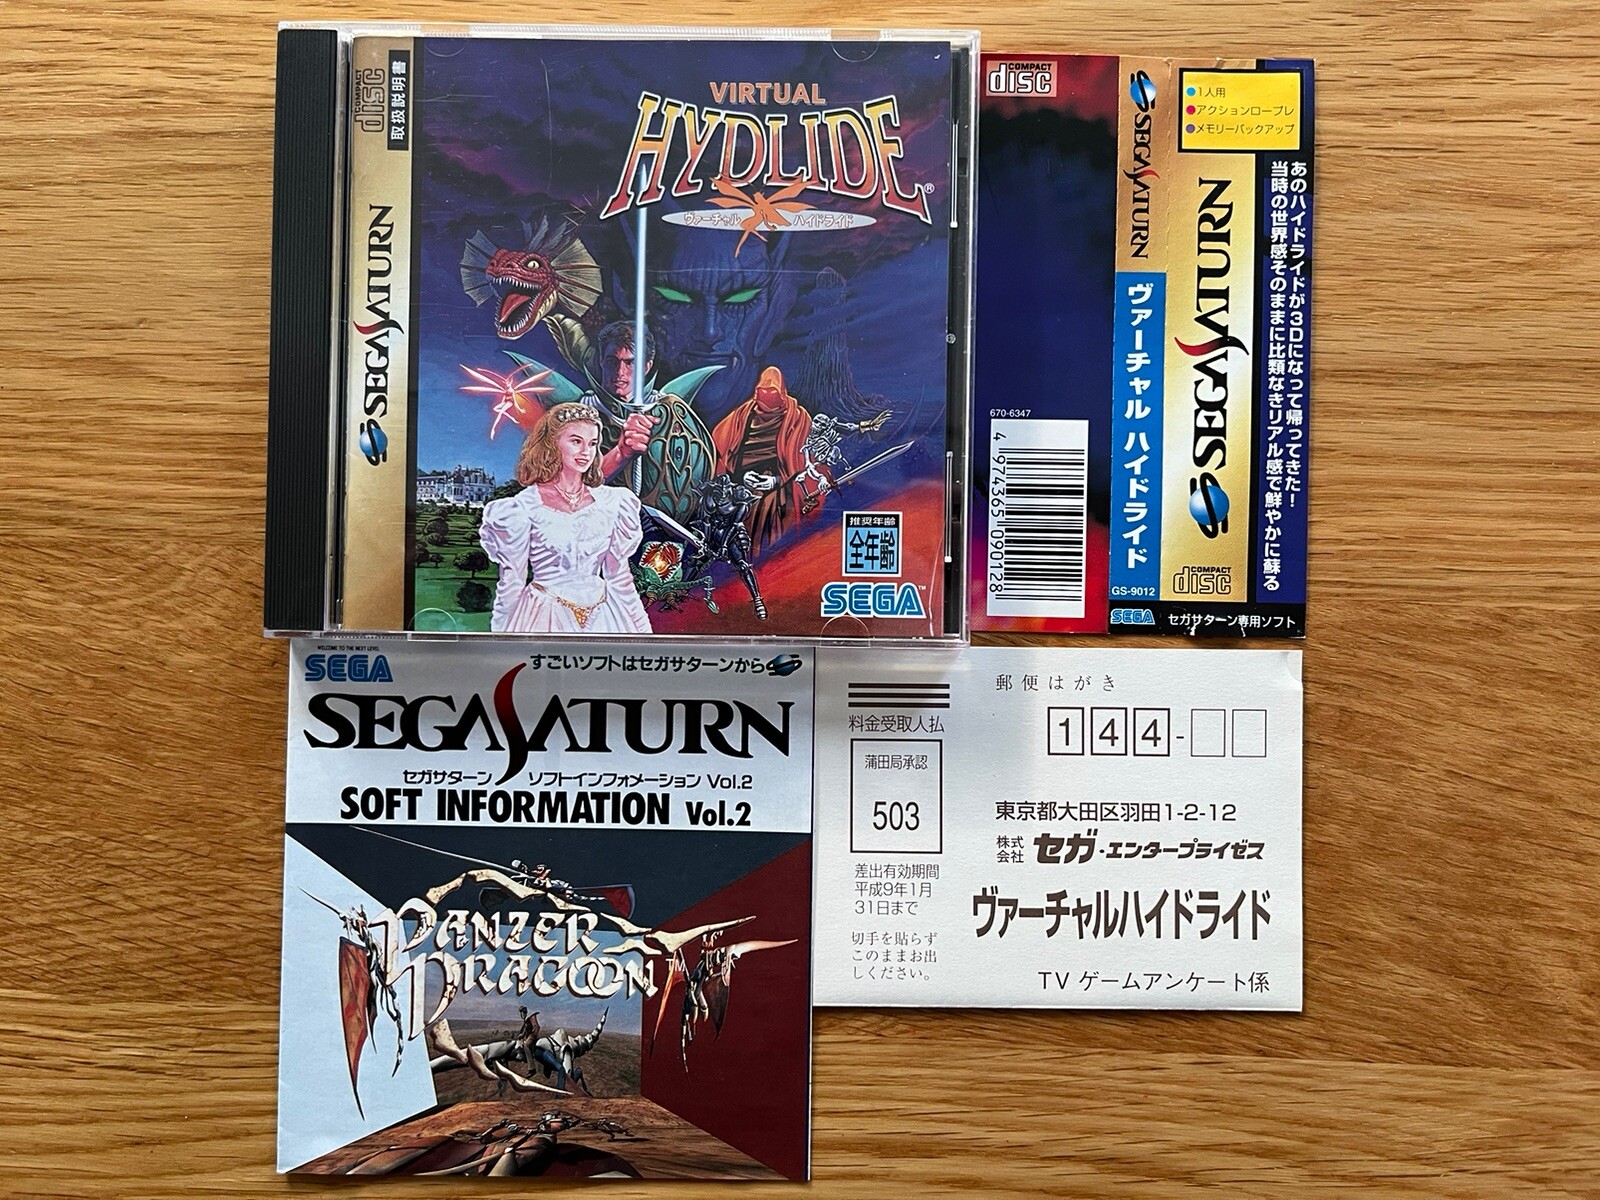 COMPACT
disc
取扱説明書
SEGA SATURN
VIRTUAL
HYDLIDE®
ヴァーチャル ハイドライド
推奨年齢
全年齢
SEGA™
COMPACT
disc
670-6347
4 974365 090128
SEGA SATURN
ヴァーチャル ハイドライド
GS-9012
SEGA
●1人用
●アクションロープレ
●メモリーバックアップ
SEGA SATURN
COMPACT
disc
あのハイドライドが3Dになって帰ってきた!
当時の世界感そのままに比類なきリアル感で鮮やかに蘇る
セガサターン専用ソフト
WELCOME TO THE NEXT LEVEL
SEGA
すごいソフトはセガサターンから
SEGA SATURN
セガサターン ソフトインフォメーション Vol.2
SOFT INFORMATION Vol.2
PANZER
DRAGOON™
料金受取人払
蒲田局承認
503
差出有効期間
平成9年1月
31日まで
切手を貼らず
このままお出
しください。
郵便はがき
144-
東京都大田区羽田1-2-12
株式会社 セガ・エンタープライゼス
ヴァーチャルハイドライド
TV ゲームアンケート係